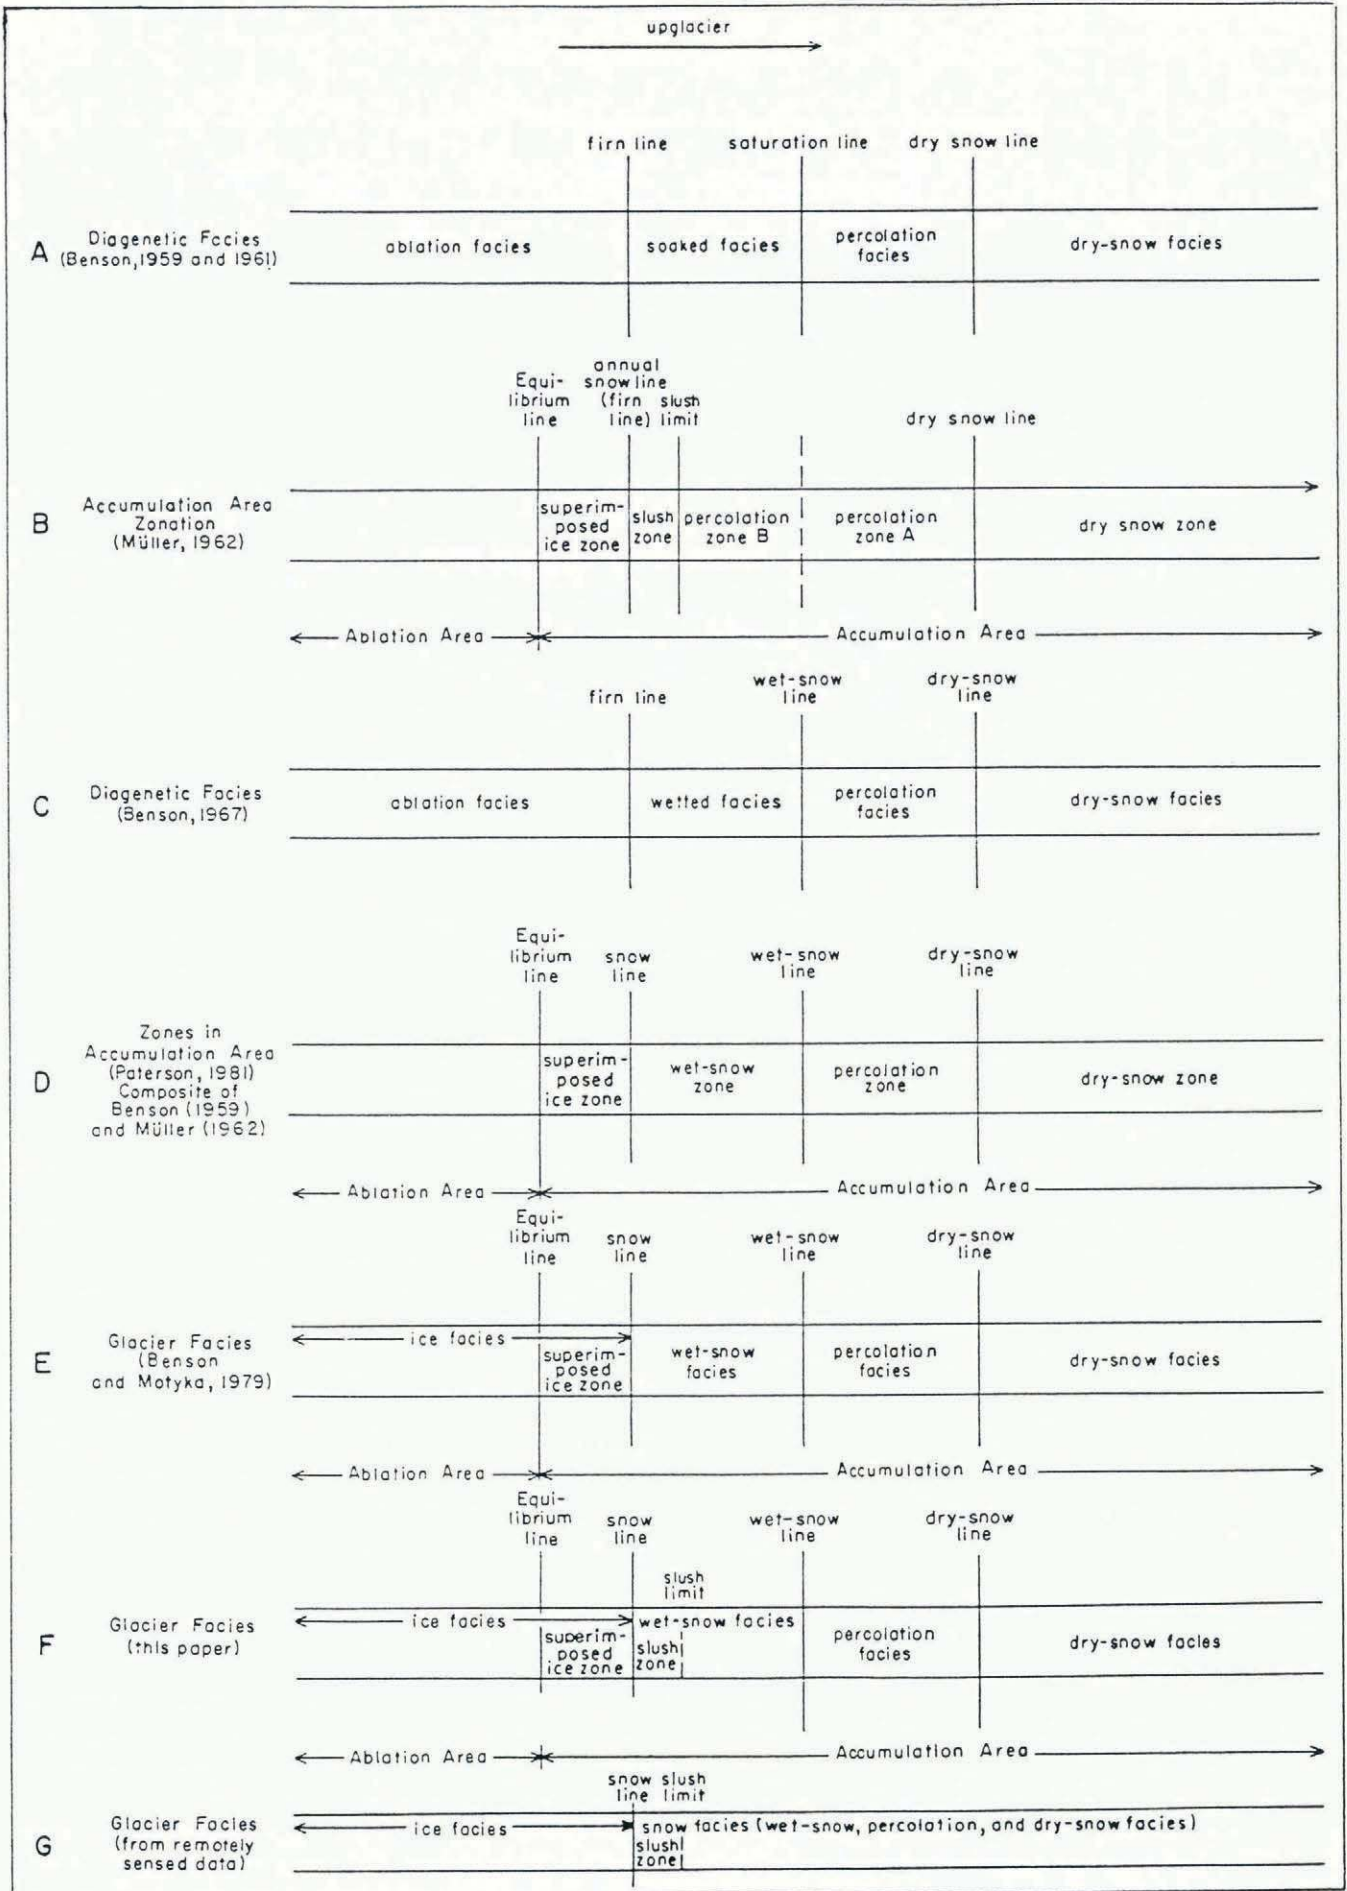 upglacier
firn line
saturation line
dry snow line
A
Diagenetic Facies
(Benson, 1959 and 1961)
ablation facies
soaked facies
percolation
facies
dry-snow facies
Equi-
librium
line
annual
snow line
(firn
line)
slush
limit
dry snow line
B
Accumulation Area
Zonation
(Müller, 1962)
superim-
posed
ice zone
slush
zone
percolation
zone B
percolation
zone A
dry snow zone
Ablation Area
Accumulation Area
firn line
wet-snow
line
dry-snow
line
C
Diagenetic Facies
(Benson, 1967)
ablation facies
wetted facies
percolation
facies
dry-snow facies
Equi-
librium
line
snow
line
wet-snow
line
dry-snow
line
D
Zones in
Accumulation Area
(Paterson, 1981)
Composite of
Benson (1959)
and Müller (1962)
superim-
posed
ice zone
wet-snow
zone
percolation
zone
dry-snow zone
Ablation Area
Accumulation Area
Equi-
librium
line
snow
line
wet-snow
line
dry-snow
line
E
Glacier Facies
(Benson
and Motyka, 1979)
ice facies
superim-
posed
ice zone
wet-snow
facies
percolation
facies
dry-snow facies
Ablation Area
Accumulation Area
Equi-
librium
line
snow
line
wet-snow
line
dry-snow
line
slush
limit
F
Glacier Facies
(this paper)
ice facies
superim-
posed
ice zone
wet-snow facies
slush
zone
percolation
facies
dry-snow facies
Ablation Area
Accumulation Area
snow
line
slush
limit
G
Glacier Facies
(from remotely
sensed data)
ice facies
snow facies (wet-snow, percolation, and dry-snow facies)
slush
zone